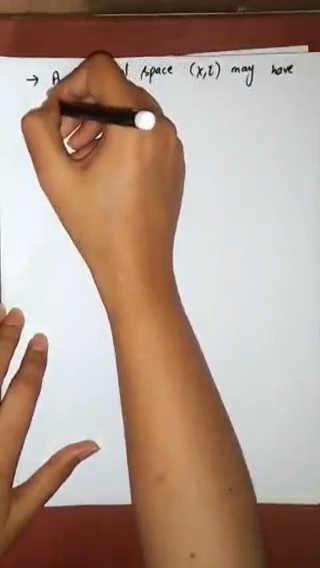 → A space (x,τ) may have